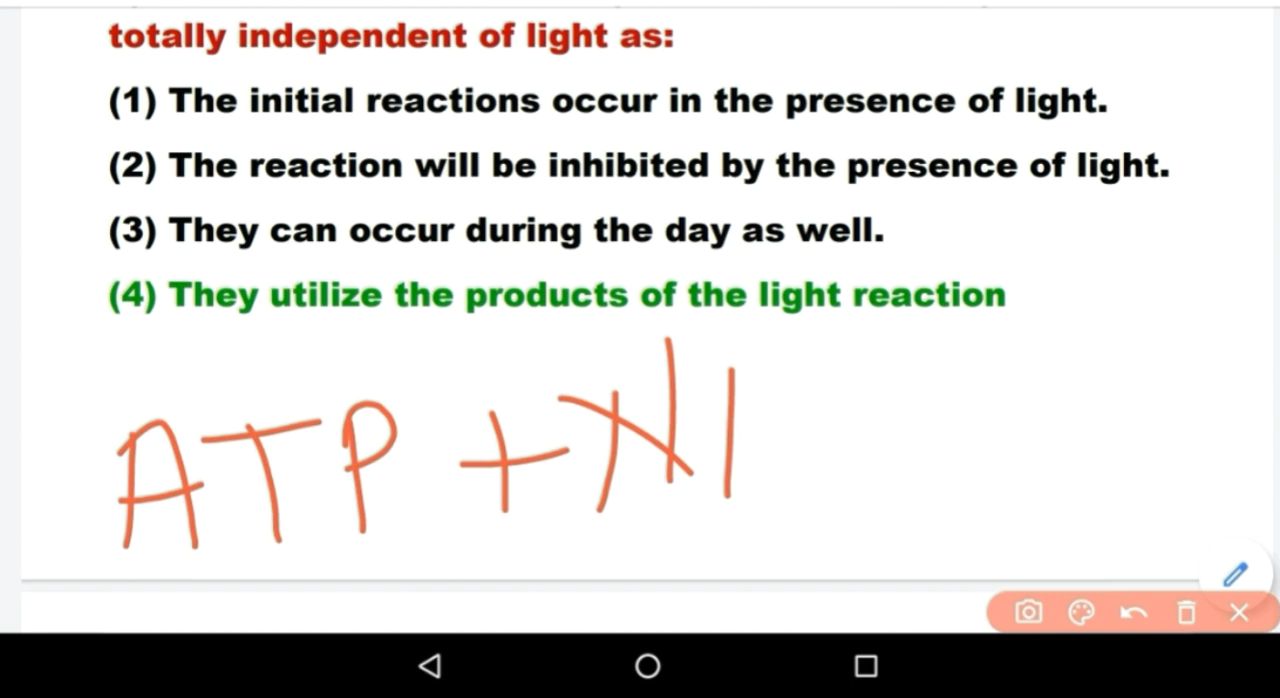 totally independent of light as:
(1) The initial reactions occur in the presence of light.
(2) The reaction will be inhibited by the presence of light.
(3) They can occur during the day as well.
(4) They utilize the products of the light reaction
ATP + N